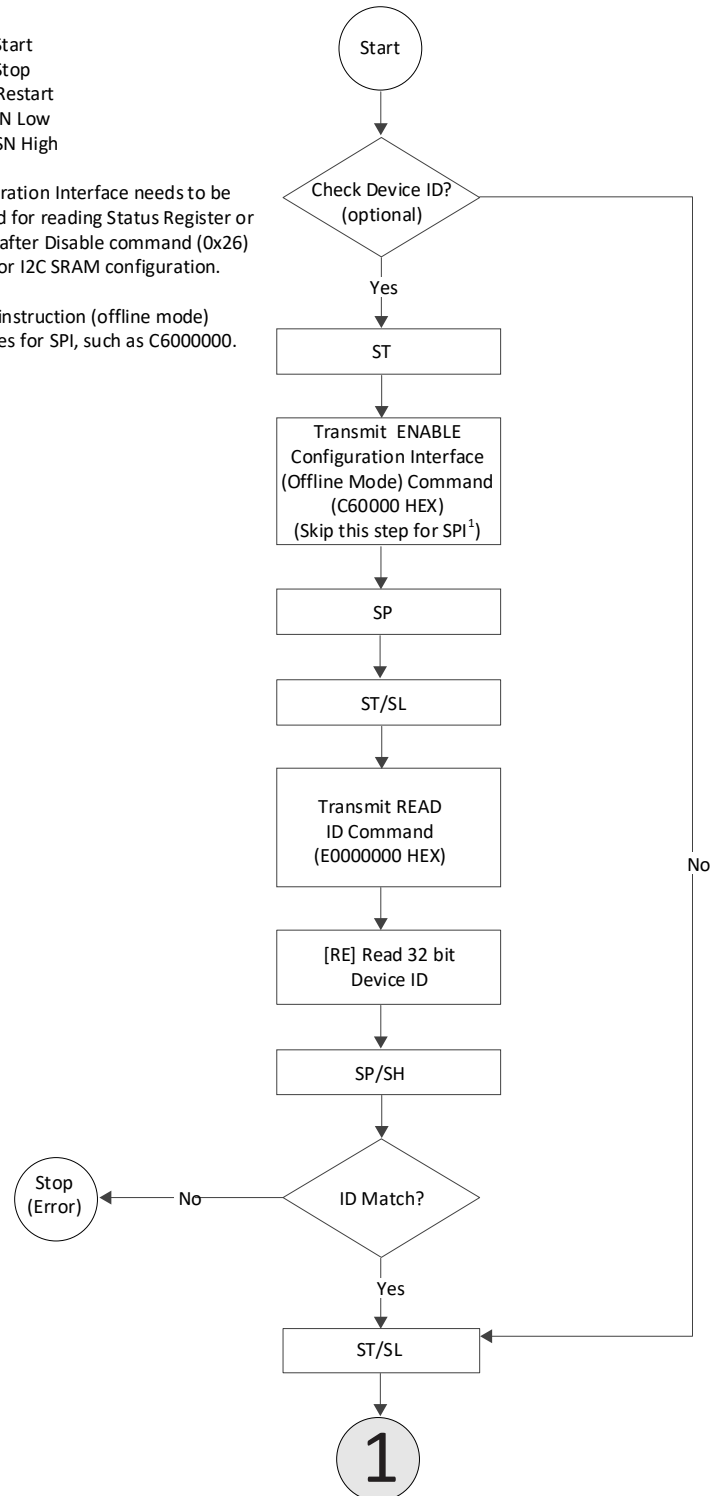 Start
Stop
Restart
N Low
SN High
ration Interface needs to be
d for reading Status Register or
after Disable command (0x26)
or I2C SRAM configuration.
instruction (offline mode)
es for SPI, such as C6000000.
Start
Check Device ID?
(optional)
Yes
ST
Transmit ENABLE
Configuration Interface
(Offline Mode) Command
(C60000 HEX)
(Skip this step for SPI¹)
SP
ST/SL
Transmit READ
ID Command
(E0000000 HEX)
No
[RE] Read 32 bit
Device ID
SP/SH
Stop
(Error)
No
ID Match?
Yes
ST/SL
1